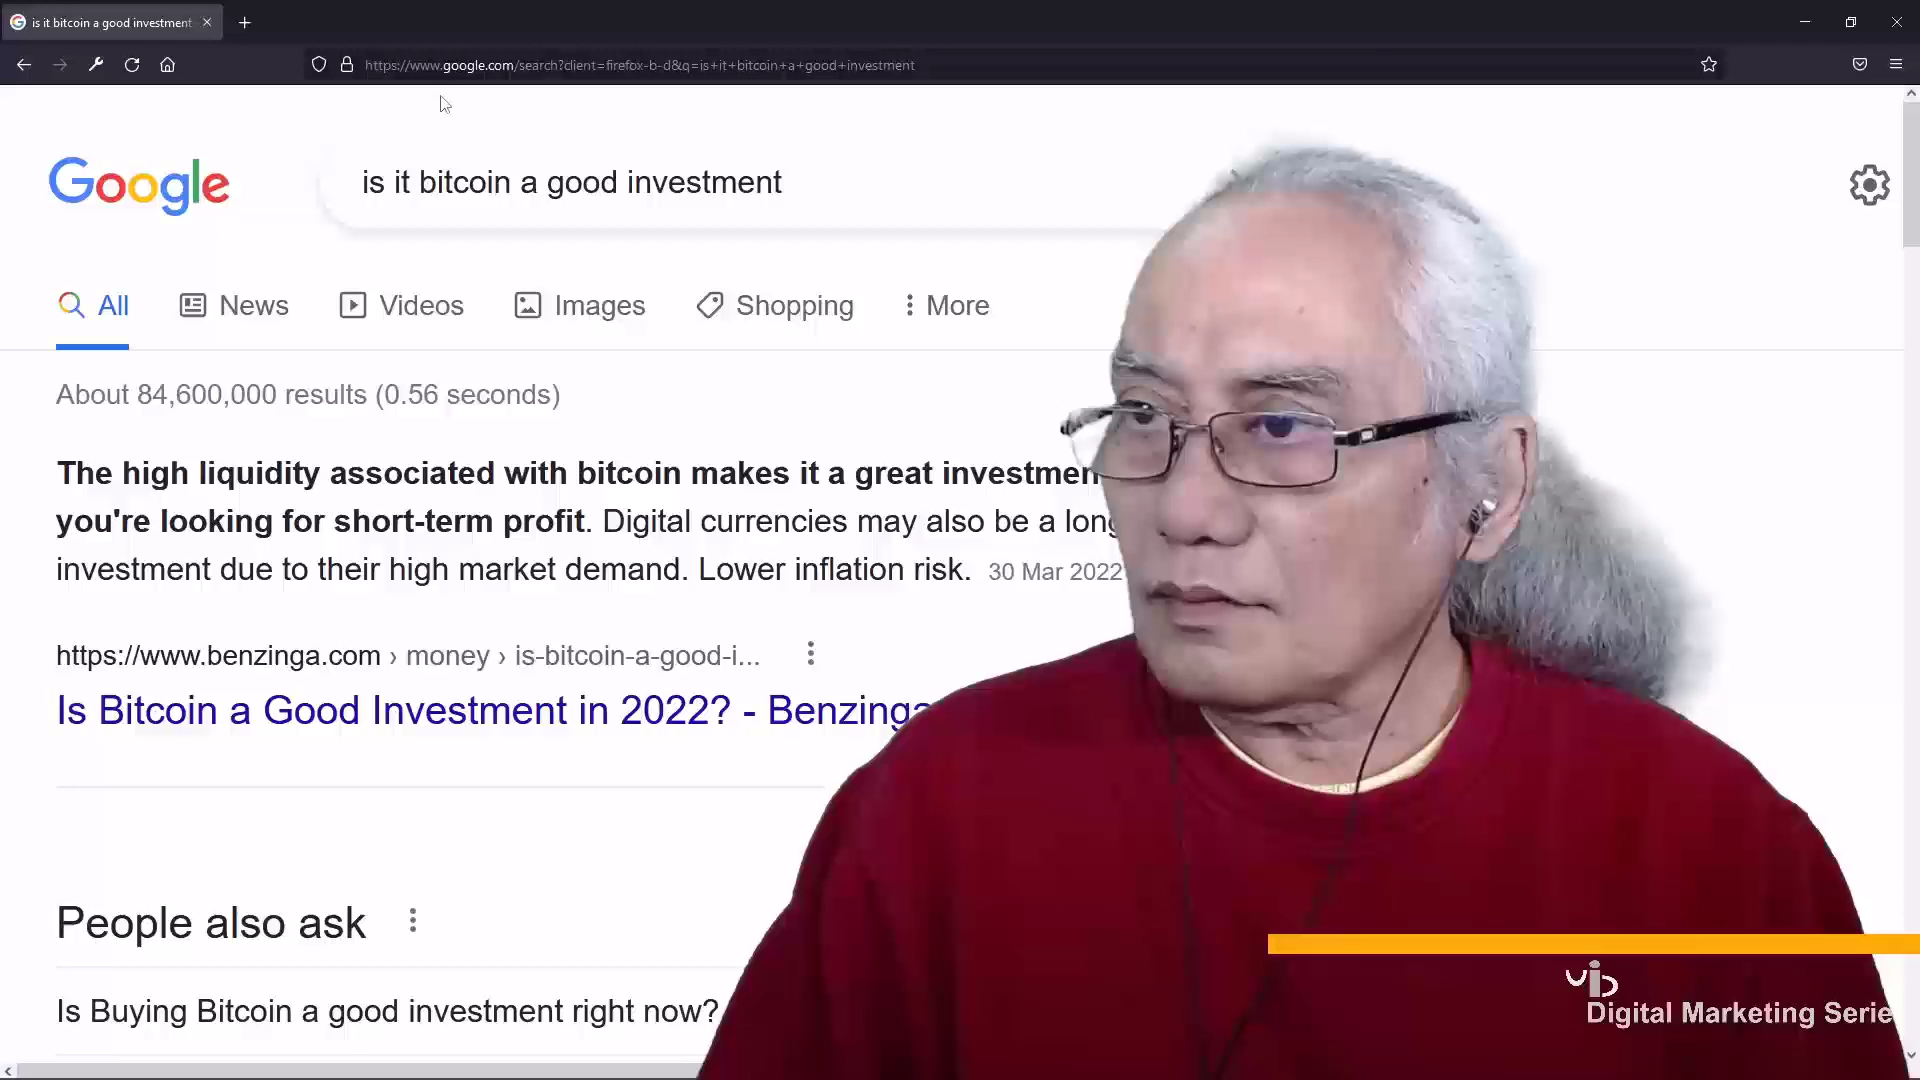 is it bitcoin a good investment
https://www.google.com/search?client=firefox-b-d&q=is+it+bitcoin+a+good+investment
Google
is it bitcoin a good investment
All News Videos Images Shopping More
About 84,600,000 results (0.56 seconds)
The high liquidity associated with bitcoin makes it a great
you're looking for short-term profit. Digital currencies may also be a
investment due to their high market demand. Lower inflation risk. 30 Mar 2022
https://www.benzinga.com › money › is-bitcoin-a-good-i...
Is Bitcoin a Good Investment in 2022? - Benzinga
People also ask
Is Buying Bitcoin a good investment right now?
vib
Digital Marketing Serie